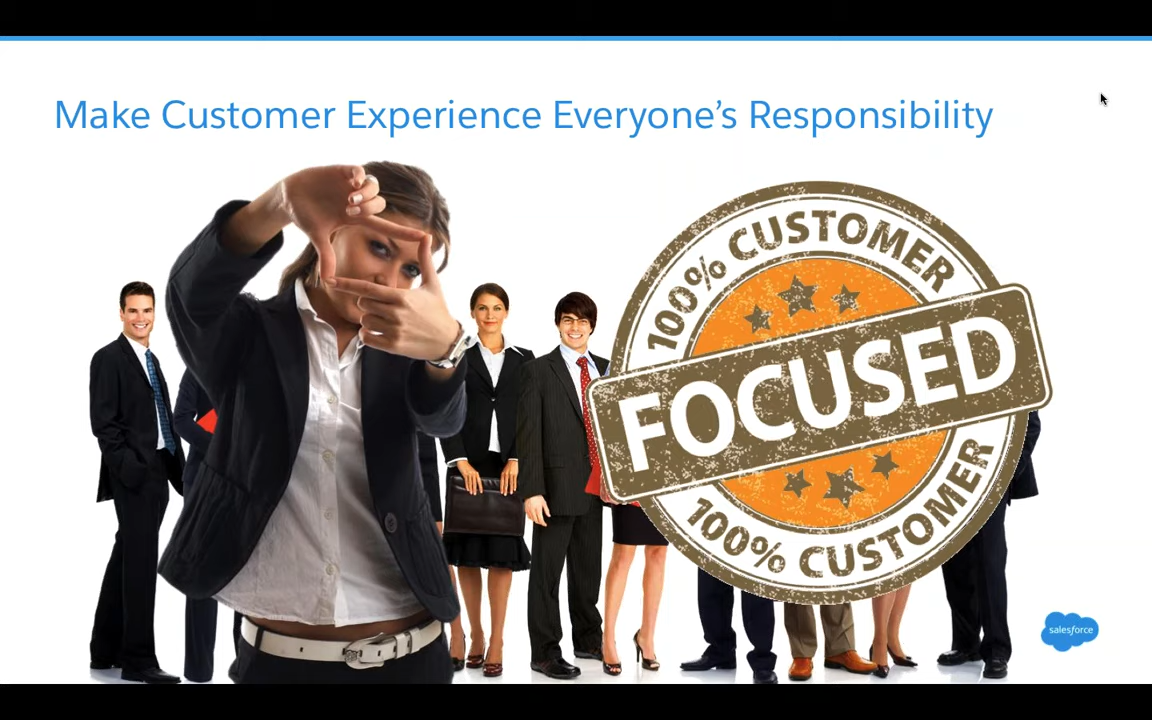 Make Customer Experience Everyone’s Responsibility
100% CUSTOMER
FOCUSED
100% CUSTOMER
salesforce